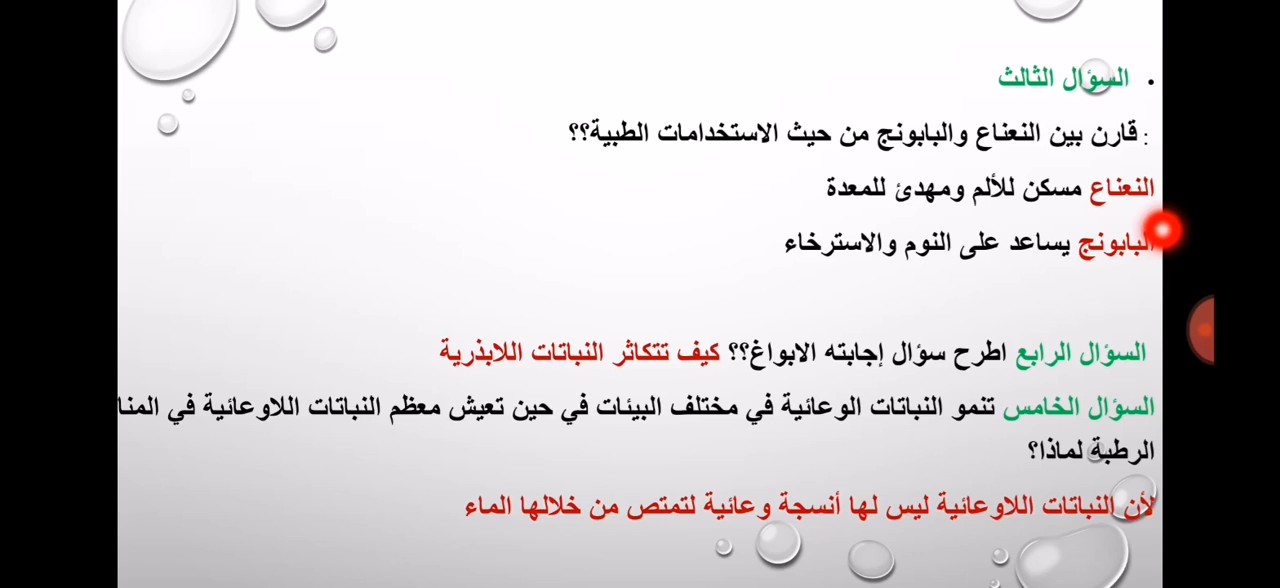 • السؤال الثالث
: قارن بين النعناع والبابونج من حيث الاستخدامات الطبية؟؟
النعناع مسكن للألم ومهدئ للمعدة
البابونج يساعد على النوم والاسترخاء
السؤال الرابع اطرح سؤال إجابته الابواغ؟؟ كيف تتكاثر النباتات اللابذرية
السؤال الخامس تنمو النباتات الوعائية في مختلف البيئات في حين تعيش معظم النباتات اللاوعائية في
الرطبة لماذا؟
لأن النباتات اللاوعائية ليس لها أنسجة وعائية لتمتص من خلالها الماء